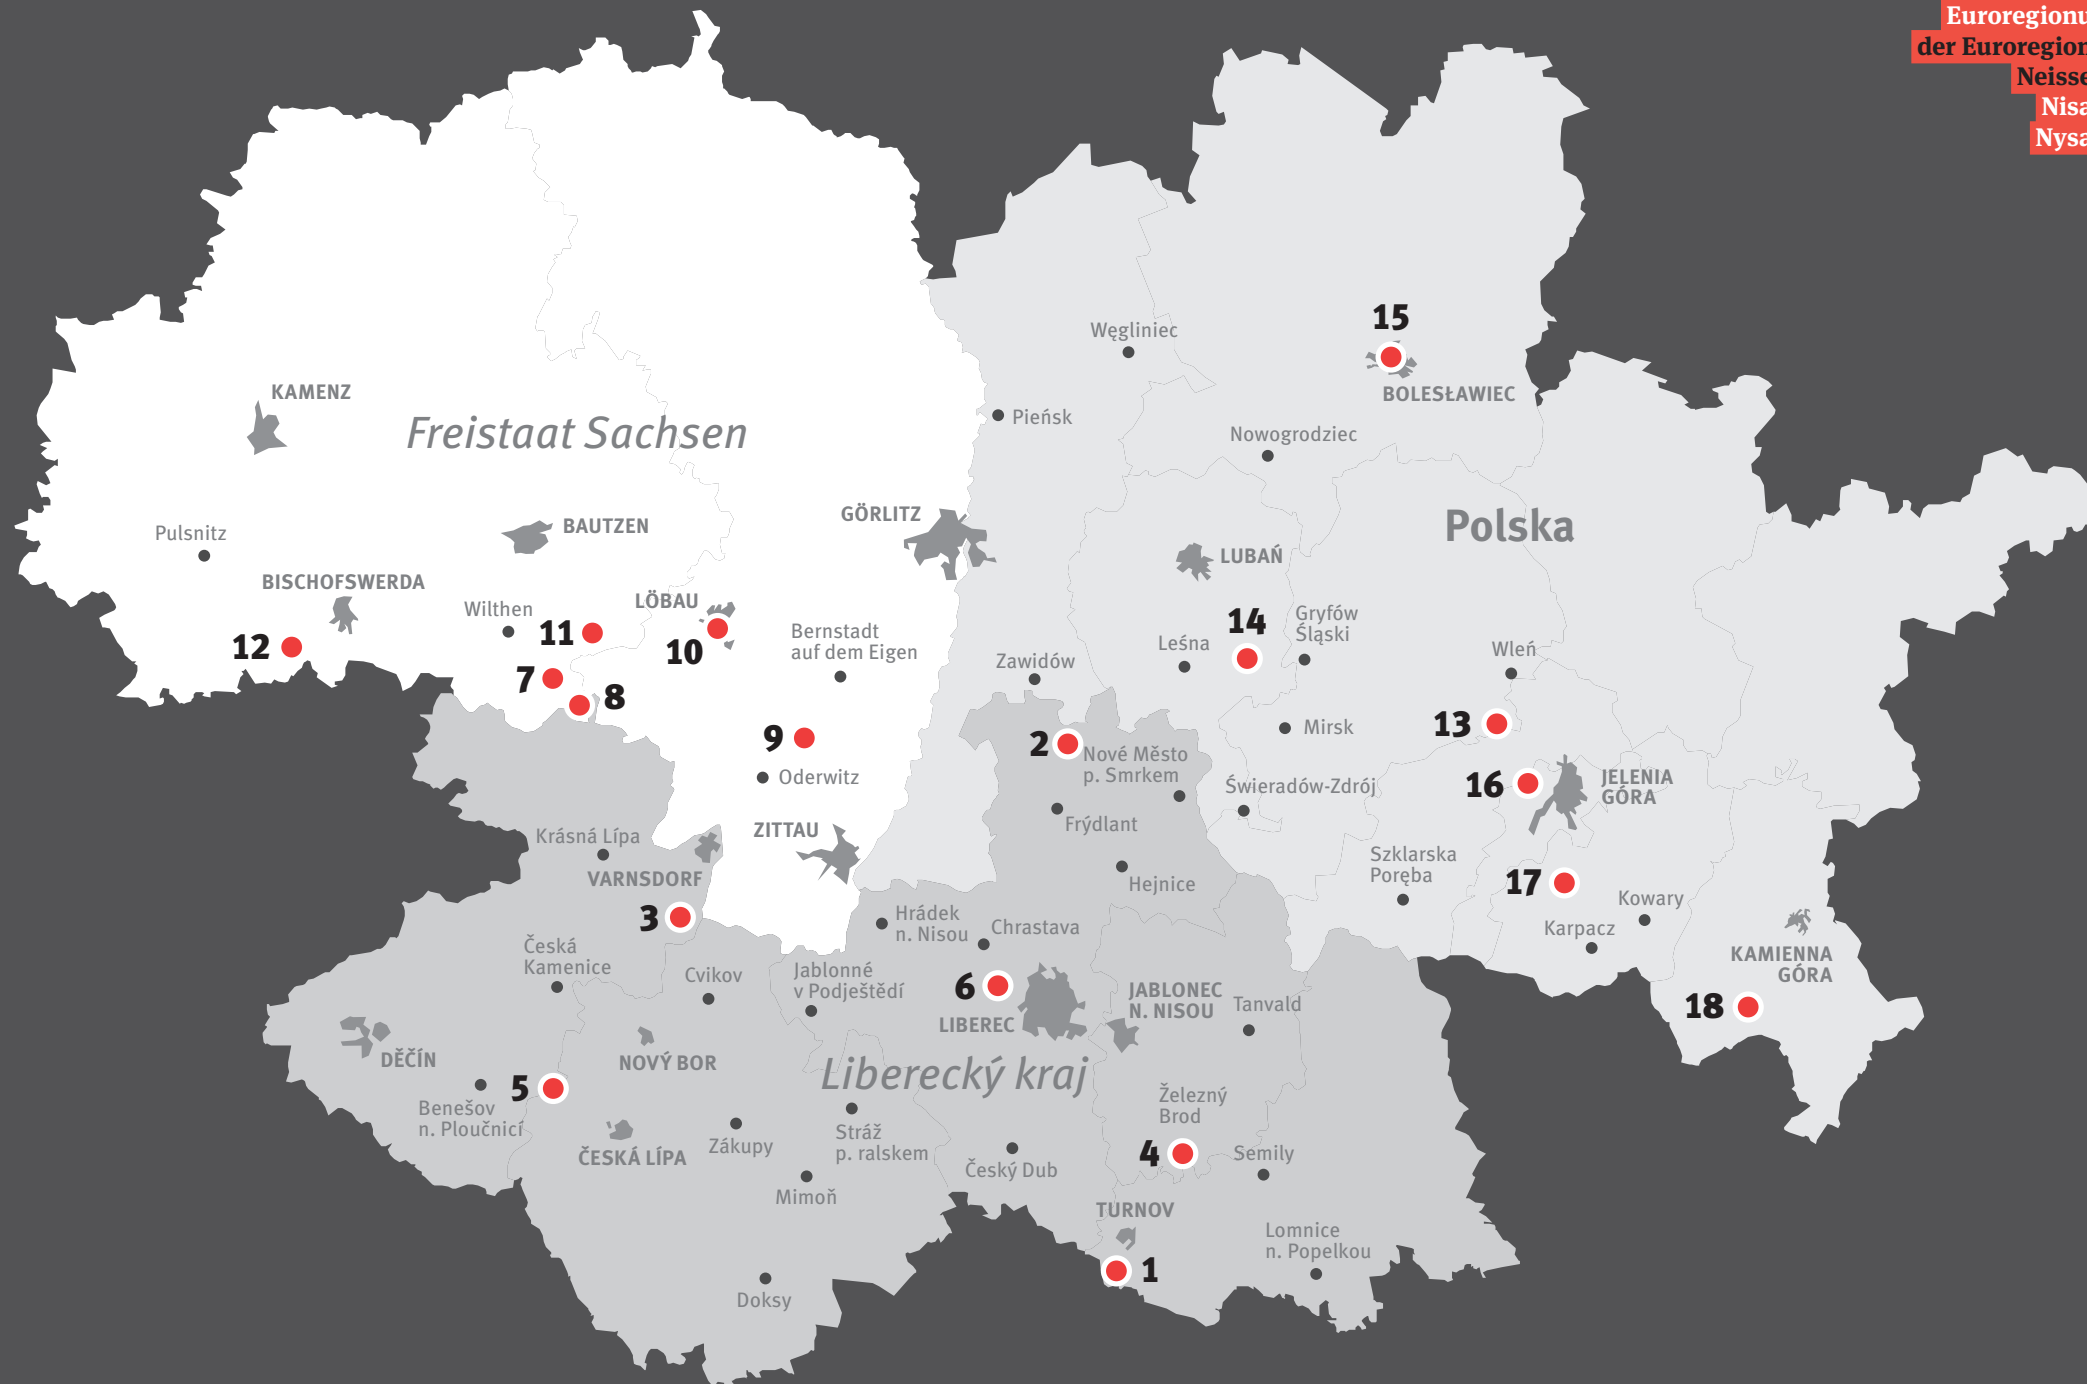 Euroregionu
der Euroregion
Neisse
Nisa
Nysa
15
Węgliniec
BOLESŁAWIEC
KAMENZ
Freistaat Sachsen
Pieńsk
Nowogrodziec
Pulsnitz
BAUTZEN
GÖRLITZ
Polska
LUBAŃ
BISCHOFSWERDA
Wilthen
LÖBAU
11
12
10
Bernstadt
auf dem Eigen
14
Gryfów
Śląski
Leśna
Zawidów
Wleń
7
8
9
Oderwitz
2
Nové Město
p. Smrkem
Mirsk
13
Świeradów-Zdrój
16
JELENIA
GÓRA
Krásná Lípa
ZITTAU
Frýdlant
VARNSDORF
Hejnice
Szklarska
Poręba
17
Kowary
Karpacz
3
Hrádek
n. Nisou
Chrastava
KAMIENNA
GÓRA
Česká
Kamenice
Cvikov
Jablonné
v Podještědí
6
LIBEREC
JABLONEC
N. NISOU
Tanvald
18
DĚČÍN
NOVÝ BOR
Liberecký kraj
5
Benešov
n. Ploučnicí
Železný
Brod
ČESKÁ LÍPA
Zákupy
Stráž
p. ralskem
Český Dub
4
Semily
Mimoň
TURNOV
Lomnice
n. Popelkou
1
Doksy